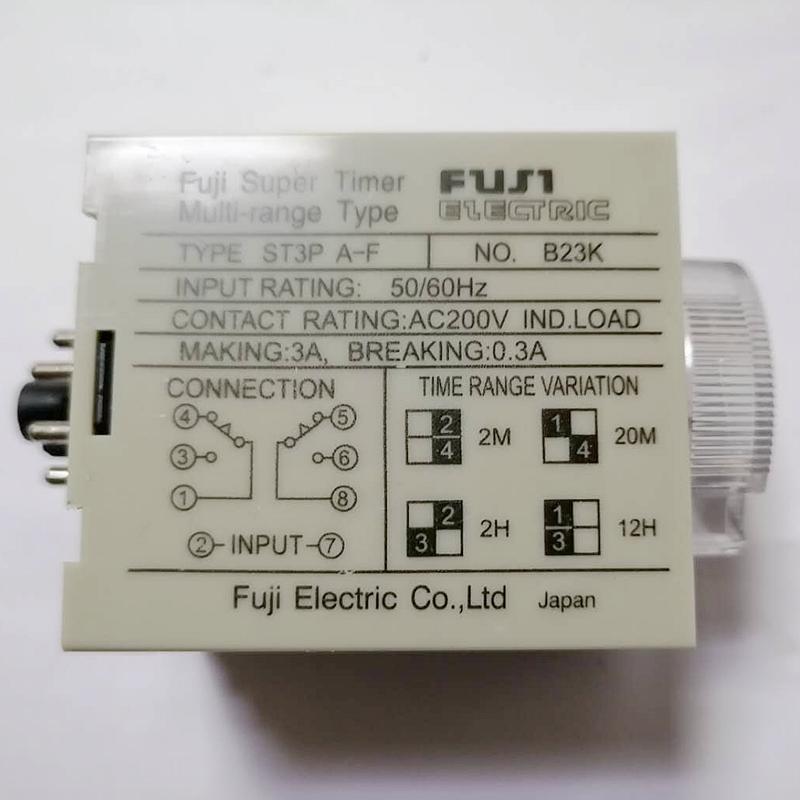 Fuji Super Timer
Multi-range Type
FUJI
ELECTRIC
TYPE ST3P A-F NO. B23K
INPUT RATING: 50/60Hz
CONTACT RATING:AC200V IND.LOAD
MAKING:3A, BREAKING:0.3A
CONNECTION
4 5
3 6
1 8
2 INPUT 7
TIME RANGE VARIATION
2 4 2M
1 4 20M
2 3 2H
1 3 12H
Fuji Electric Co.,Ltd Japan